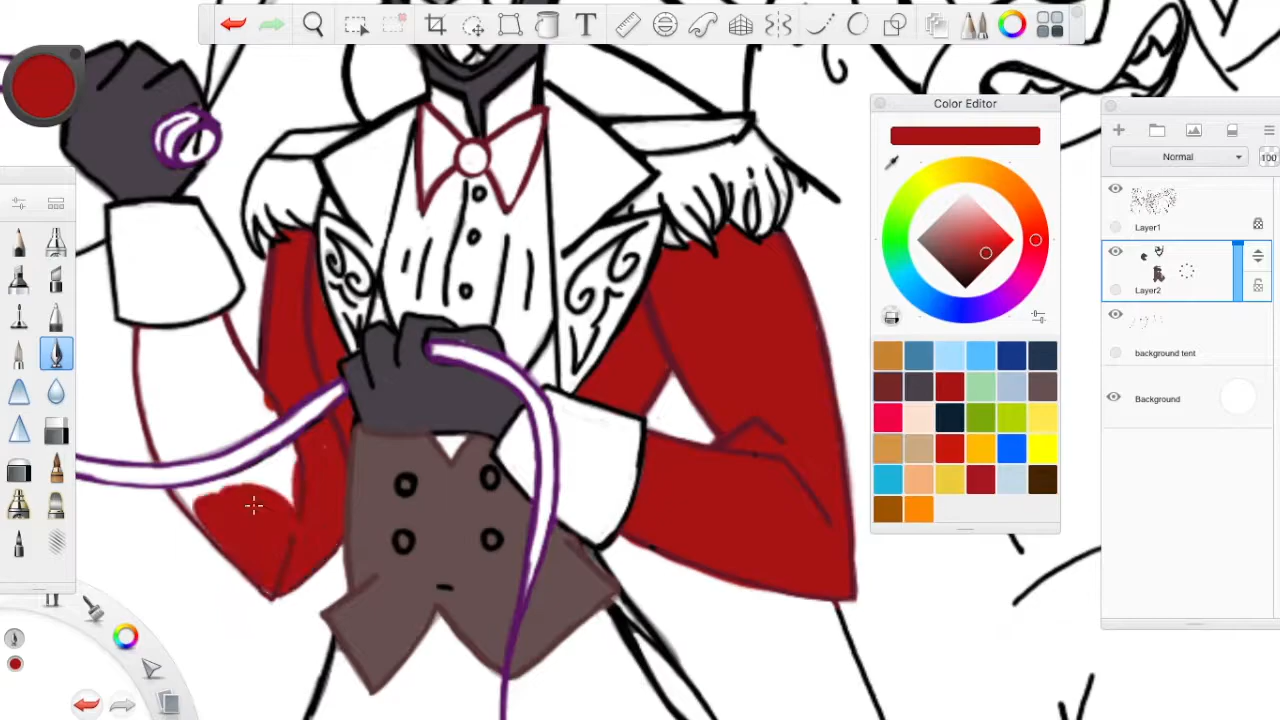 T
Color Editor
Normal
100
Layer1
Layer2
background tent
Background